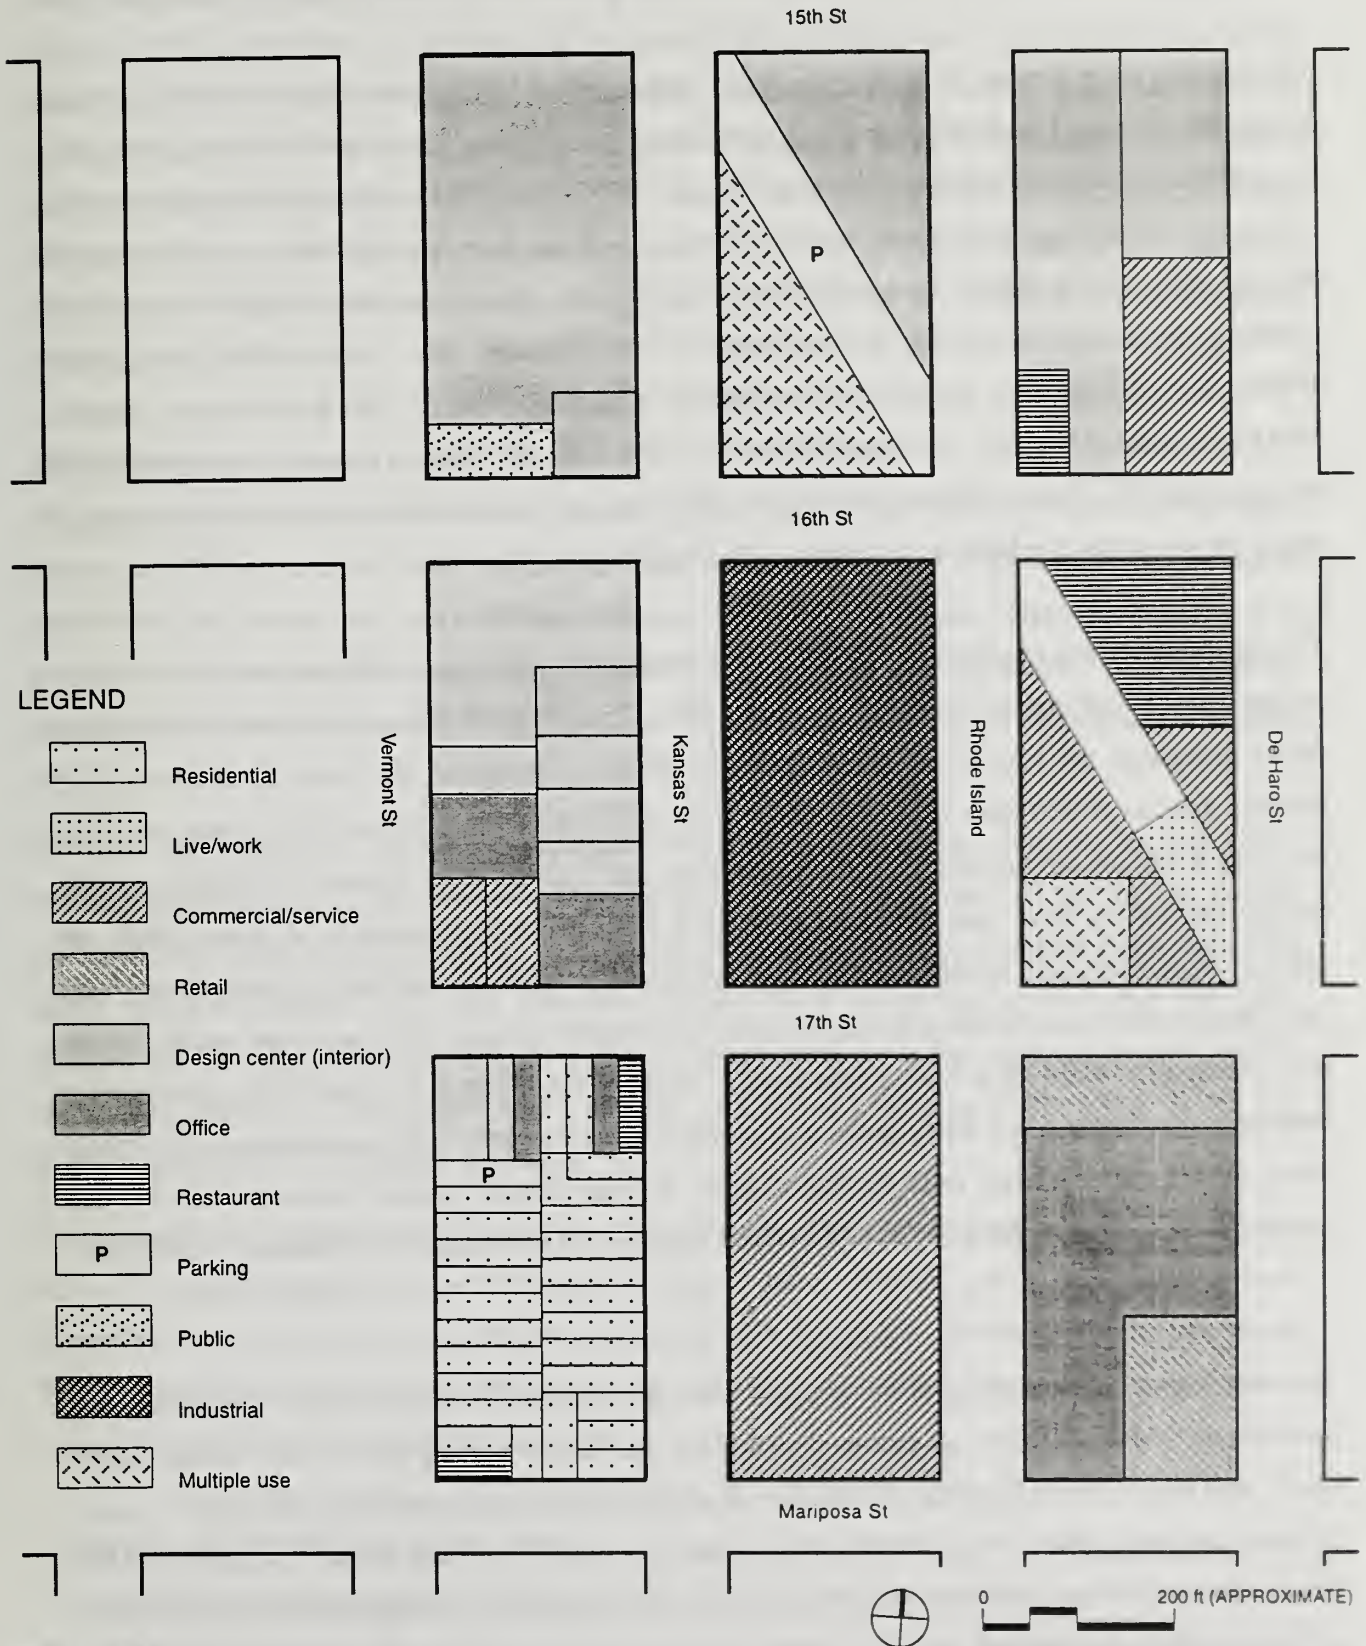 15th St
P
16th St
LEGEND
Residential
Live/work
Commercial/service
Retail
Design center (interior)
Office
Restaurant
P
Parking
Public
Industrial
Multiple use
Vermont St
Kansas St
Rhode Island
De Haro St
17th St
P
Mariposa St
0
200 ft (APPROXIMATE)